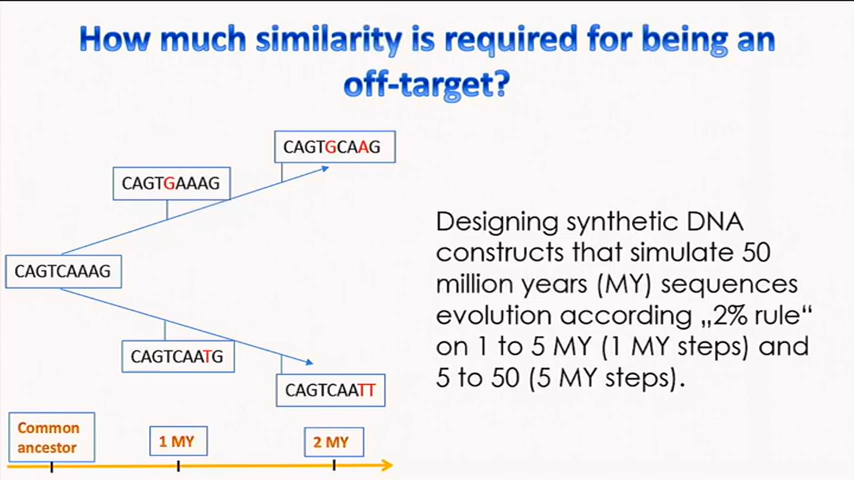 How much similarity is required for being an
off-target?
CAGTGCAAG
CAGTGAAAG
CAGTCAAAG
CAGTCAATG
CAGTCAATT
Designing synthetic DNA
constructs that simulate 50
million years (MY) sequences
evolution according „2% rule“
on 1 to 5 MY (1 MY steps) and
5 to 50 (5 MY steps).
Common
ancestor
1 MY
2 MY